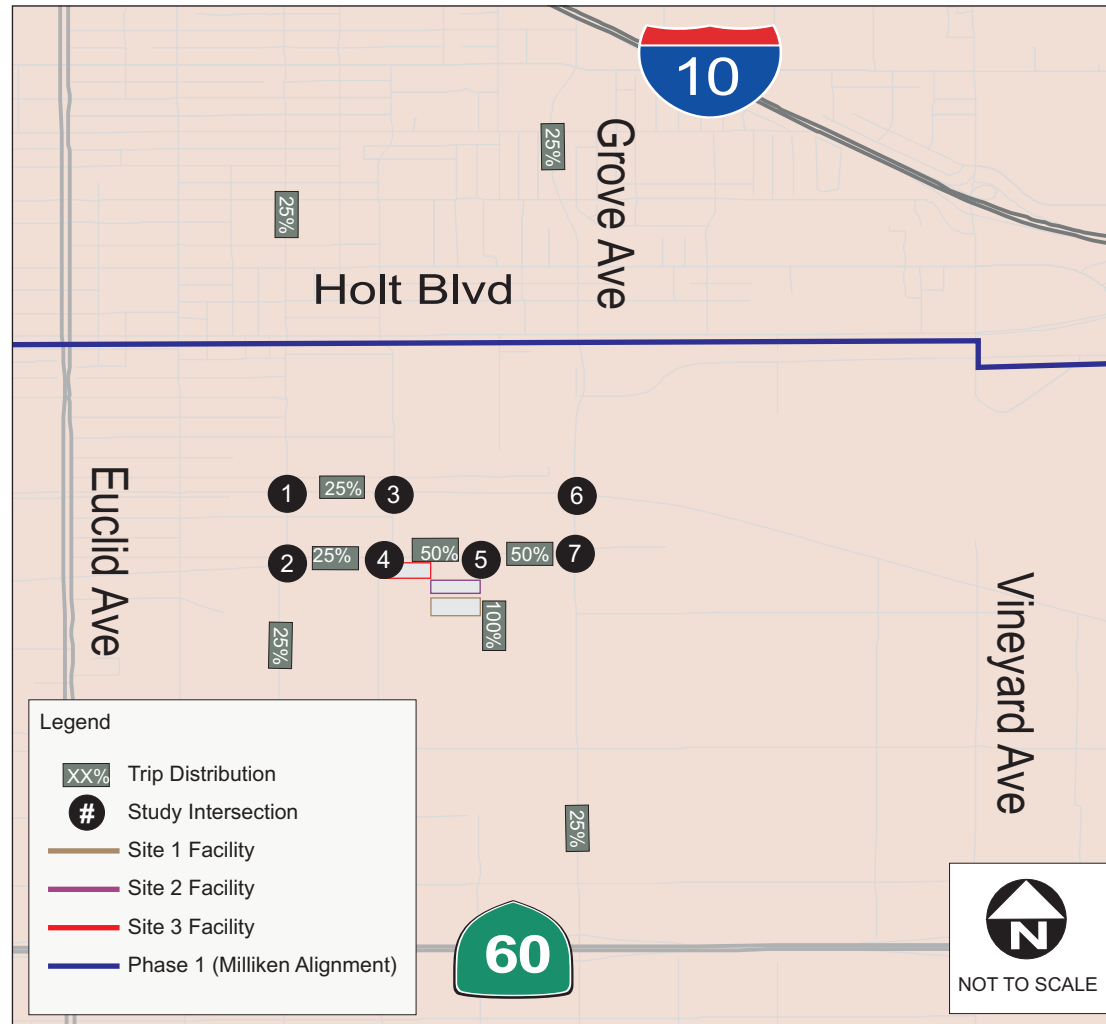 10
25%
Grove Ave
25%
Holt Blvd
Euclid Ave
1
25%
3
6
2
25%
4
50%
5
50%
7
100%
25%
Vineyard Ave
25%
Legend
XX% Trip Distribution
# Study Intersection
Site 1 Facility
Site 2 Facility
Site 3 Facility
Phase 1 (Milliken Alignment)
60
N
NOT TO SCALE